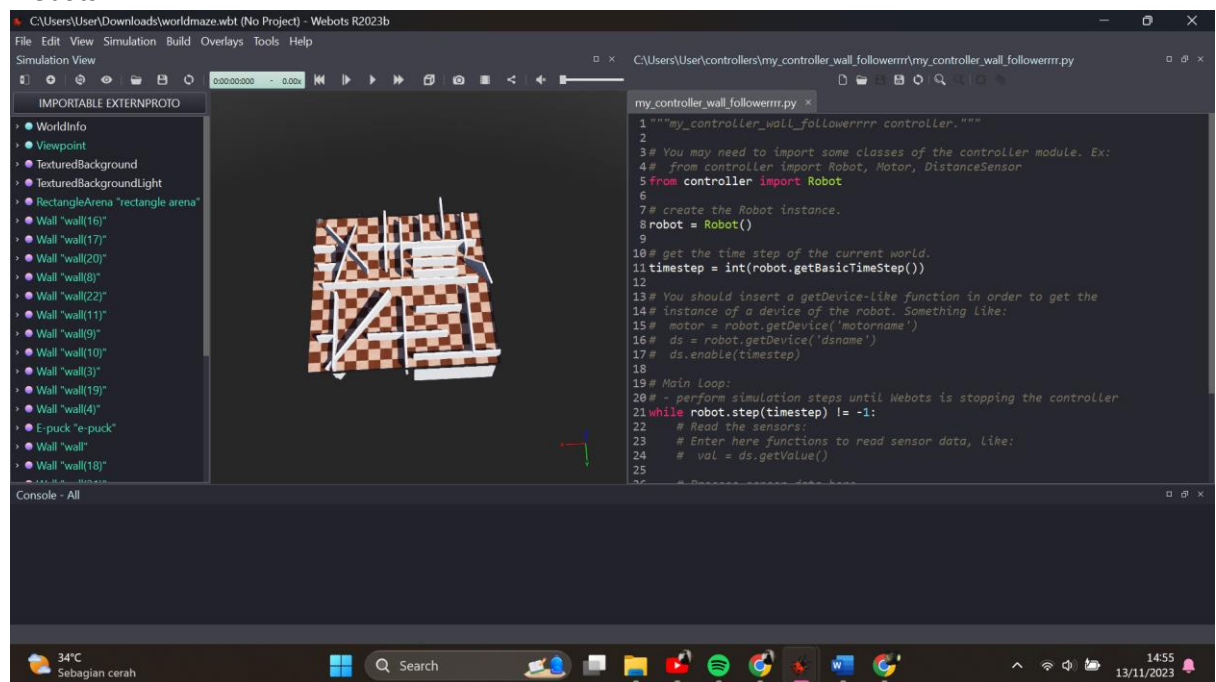 C:\Users\User\Downloads\worldmaze.wbt (No Project) - Webots R2023b
File Edit View Simulation Build Overlays Tools Help
Simulation View
0:00:00:000 - 0.00x
IMPORTABLE EXTERNPROTO
WorldInfo
Viewpoint
TexturedBackground
TexturedBackgroundLight
RectangleArena "rectangle arena"
Wall "wall(16)"
Wall "wall(17)"
Wall "wall(20)"
Wall "wall(8)"
Wall "wall(22)"
Wall "wall(11)"
Wall "wall(9)"
Wall "wall(10)"
Wall "wall(3)"
Wall "wall(19)"
Wall "wall(4)"
E-puck "e-puck"
Wall "wall"
Wall "wall(18)"
C:\Users\User\controllers\my_controller_wall_followerrrr\my_controller_wall_followerrrr.py
my_controller_wall_followerrrr.py
1 """my_controller_wall_followerrrr controller."""
2
3 # You may need to import some classes of the controller module. Ex:
4 #  from controller import Robot, Motor, DistanceSensor
5 from controller import Robot
6
7 # create the Robot instance.
8 robot = Robot()
9
10 # get the time step of the current world.
11 timestep = int(robot.getBasicTimeStep())
12
13 # You should insert a getDevice-like function in order to get the
14 # instance of a device of the robot. Something like:
15 #  motor = robot.getDevice('motorname')
16 #  ds = robot.getDevice('dsname')
17 #  ds.enable(timestep)
18
19 # Main loop:
20 # - perform simulation steps until Webots is stopping the controller
21 while robot.step(timestep) != -1:
22     # Read the sensors:
23     # Enter here functions to read sensor data, like:
24     #  val = ds.getValue()
25
Console - All
34°C
Sebagian cerah
Search
14:55
13/11/2023